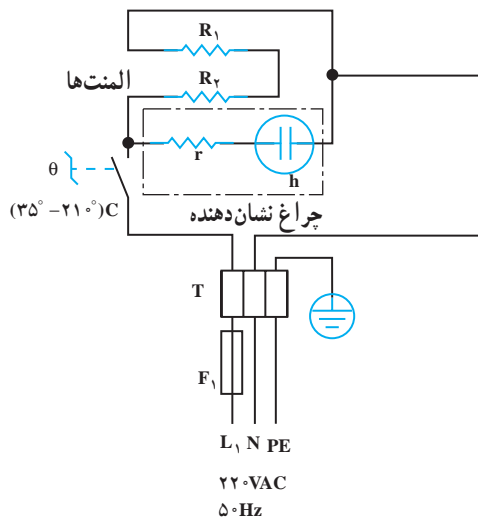 R۱
المنت‌ها
R۲
r
h
θ
(۳۵° – ۲۱۰°)C
چراغ نشان‌دهنده
T
F۱
L۱ N PE
۲۲۰VAC
۵۰Hz